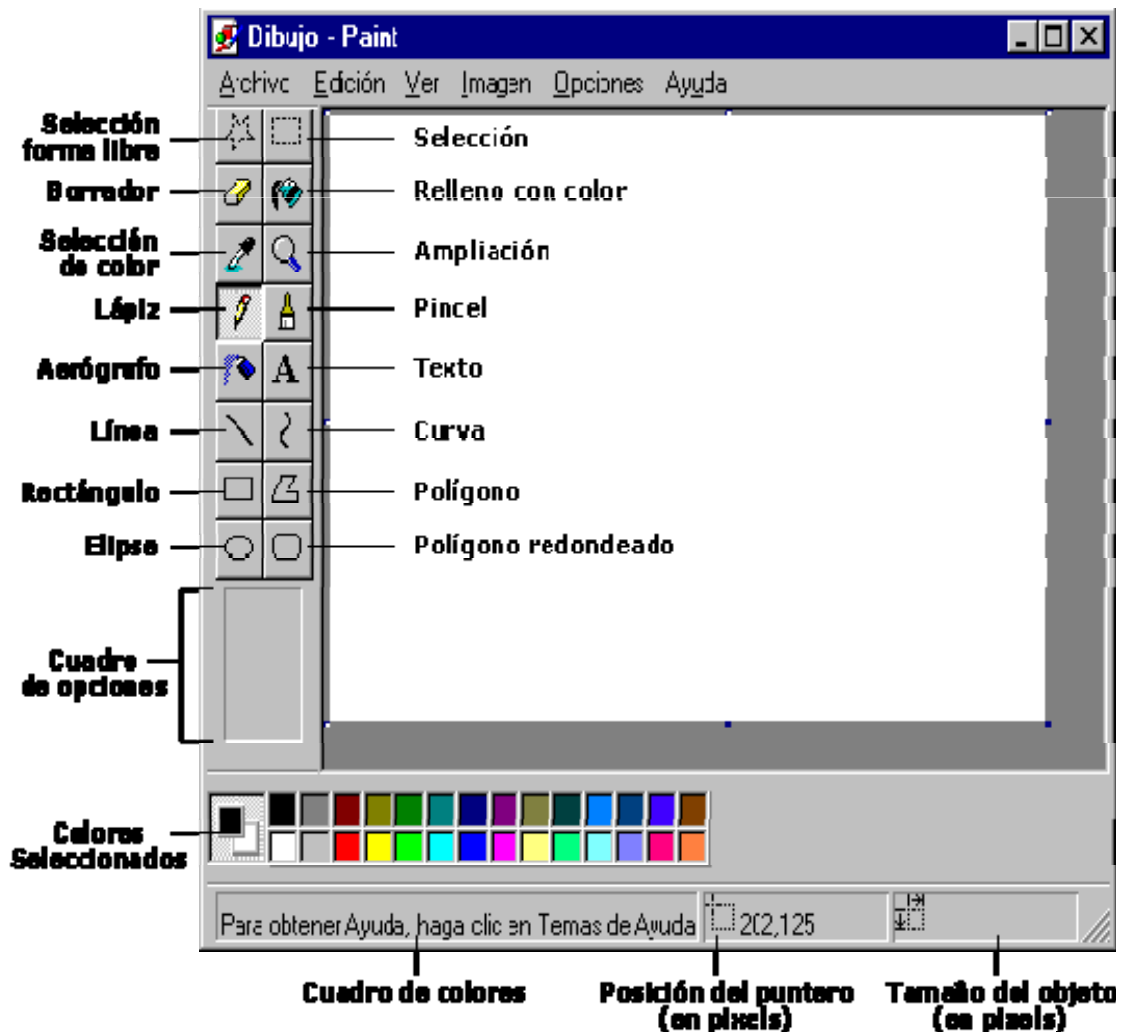 Dibujo - Paint
Archivo Edición Ver Imagen Opciones Ayuda
Selección
forma libre
Selección
Borrador
Relleno con color
Selección
de color
Ampliación
Lápiz
Pincel
Aerógrafo
A
Texto
Línea
Curva
Rectángulo
Polígono
Elipse
Polígono redondeado
Cuadro
de opciones
Colores
Seleccionados
Para obtener Ayuda, haga clic en Temas de Ayuda
202,125
Cuadro de colores
Posición del puntero
(en pixels)
Tamaño del objeto
(en pixels)